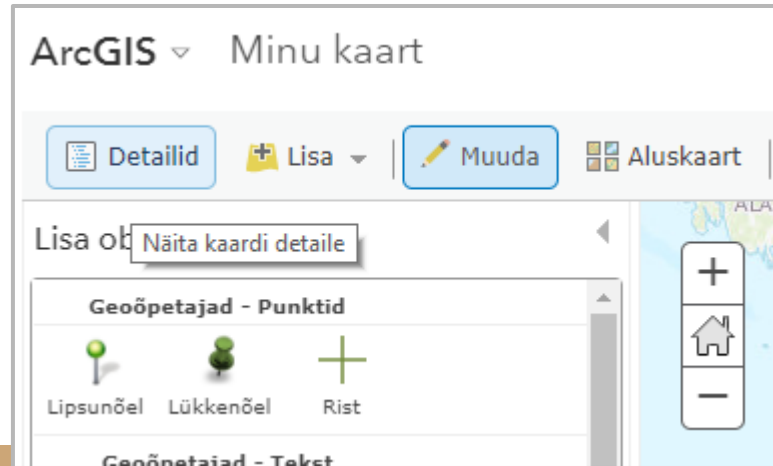 ArcGIS Minu kaart
Detailid Lisa Muuda Aluskaart
ALA
Lisa ob
Näita kaardi detaile
Geoõpetajad - Punktid
Lipsunõel Lükkenõel Rist
Geoõpetajad - Tekst